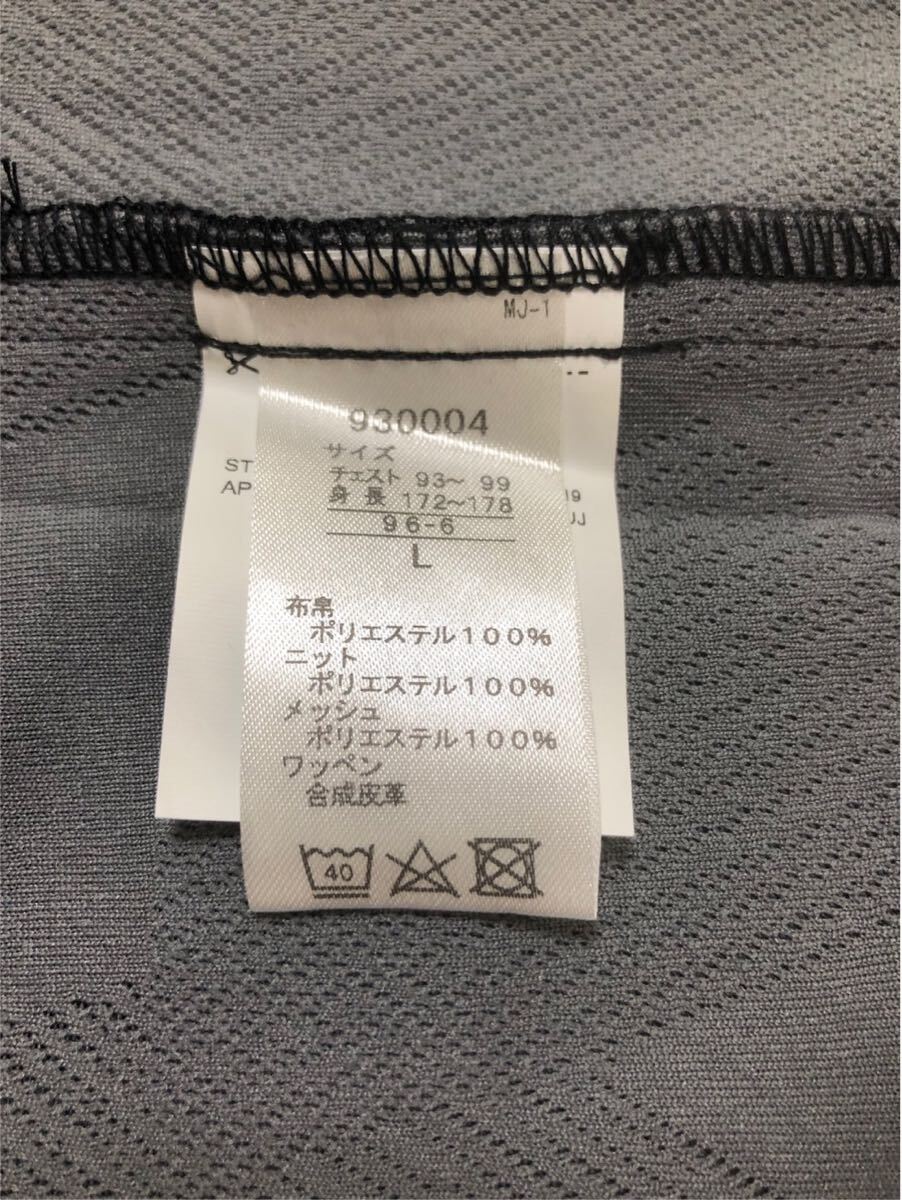 MJ-1
930004
サイズ
チェスト 93～ 99
身 長 172～178
96-6
L
ST
AP
19
布帛
ポリエステル100%
ニット
ポリエステル100%
メッシュ
ポリエステル100%
ワッペン
合成皮革
40